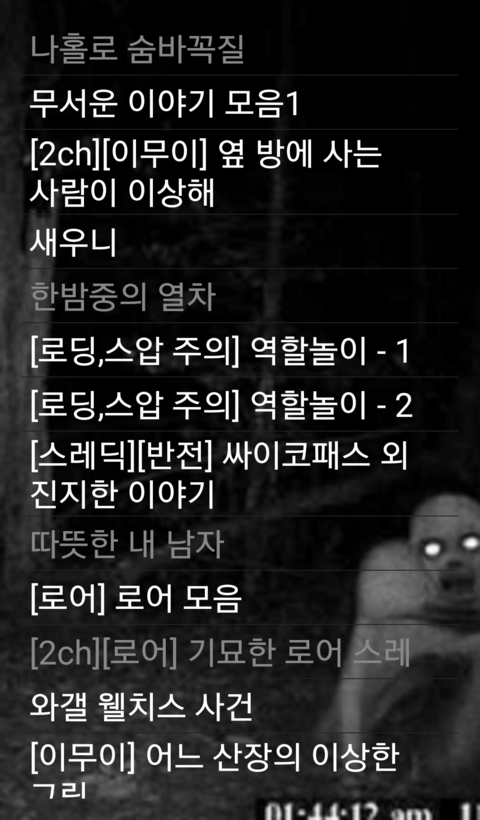 나홀로 숨바꼭질
무서운 이야기 모음1
[2ch][이무이] 옆 방에 사는
사람이 이상해
새우니
한밤중의 열차
[로딩,스압 주의] 역할놀이 - 1
[로딩,스압 주의] 역할놀이 - 2
[스레딕][반전] 싸이코패스 외
진지한 이야기
따뜻한 내 남자
[로어] 로어 모음
[2ch][로어] 기묘한 로어 스레
와갤 웰치스 사건
[이무이] 어느 산장의 이상한
01:44:12 am